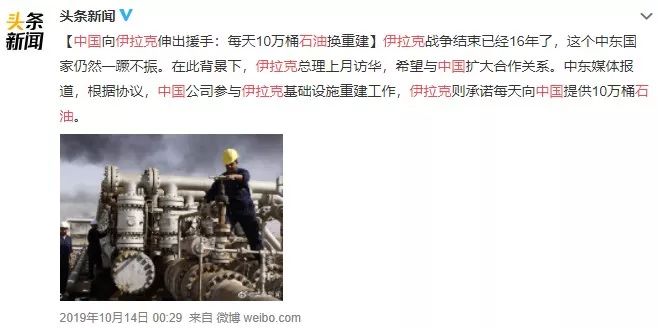 头条
新闻
头条新闻
【中国向伊拉克伸出援手：每天10万桶石油换重建】伊拉克战争结束已经16年了，这个中东国
家仍然一蹶不振。在此背景下，伊拉克总理上月访华，希望与中国扩大合作关系。中东媒体报
道，根据协议，中国公司参与伊拉克基础设施重建工作，伊拉克则承诺每天向中国提供10万桶石
油。
2019年10月14日 00:29 来自 微博 weibo.com